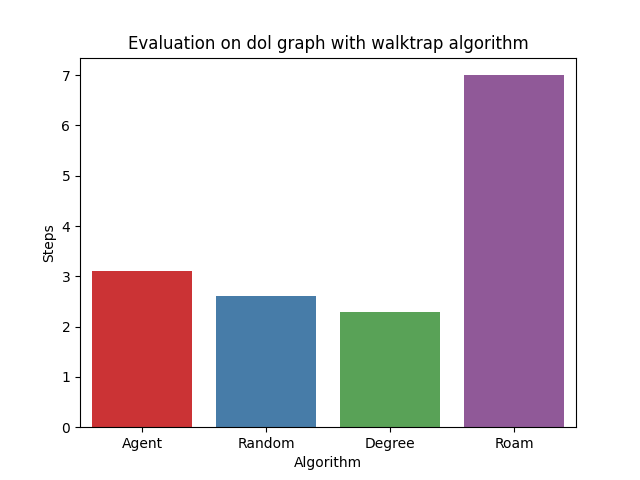 Evaluation on dol graph with walktrap algorithm
7
6
5
4
3
2
1
0
Steps
Agent Random Degree Roam
Algorithm